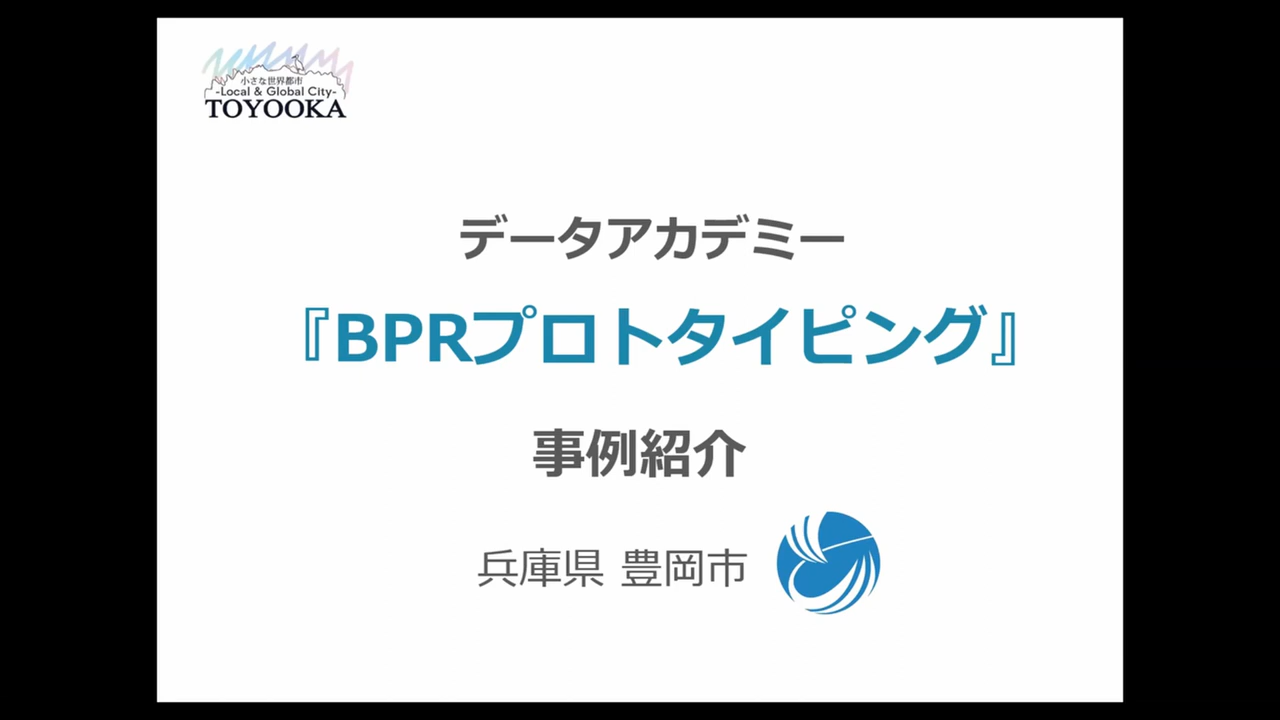 小さな世界都市
-Local & Global City-
TOYOOKA
データアカデミー
『BPRプロトタイピング』
事例紹介
兵庫県 豊岡市